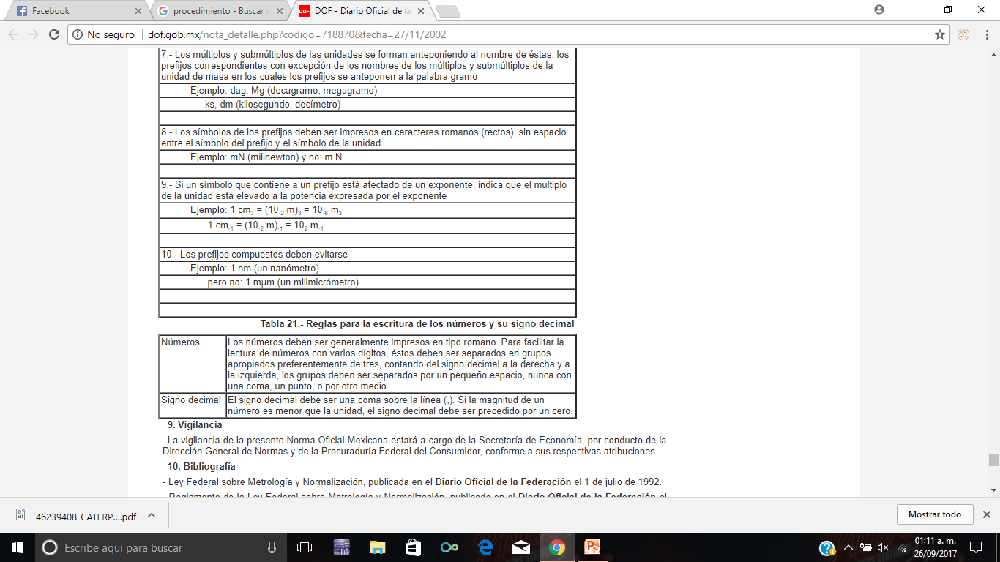 Facebook
procedimiento - Buscar c
DOF - Diario Oficial de la
No seguro
dof.gob.mx/nota_detalle.php?codigo=718870&fecha=27/11/2002
7.- Los múltiplos y submúltiplos de las unidades se forman anteponiendo al nombre de éstas, los
prefijos correspondientes con excepción de los nombres de los múltiplos y submúltiplos de la
unidad de masa en los cuales los prefijos se anteponen a la palabra gramo
Ejemplo: dag, Mg (decagramo; megagramo)
ks, dm (kilosegundo; decímetro)
8.- Los símbolos de los prefijos deben ser impresos en caracteres romanos (rectos), sin espacio
entre el símbolo del prefijo y el símbolo de la unidad
Ejemplo: mN (milinewton) y no: m N
9.- Si un símbolo que contiene a un prefijo está afectado de un exponente, indica que el múltiplo
de la unidad está elevado a la potencia expresada por el exponente
Ejemplo: 1 cm₃ = (10₋₂ m)₃ = 10₋₆ m₃
1 cm₋₁ = (10₋₂ m)₋₁ = 10₂ m₋₁
10.- Los prefijos compuestos deben evitarse
Ejemplo: 1 nm (un nanómetro)
pero no: 1 mµm (un milimicrómetro)
Tabla 21.- Reglas para la escritura de los números y su signo decimal
Números
Los números deben ser generalmente impresos en tipo romano. Para facilitar la
lectura de números con varios dígitos, éstos deben ser separados en grupos
apropiados preferentemente de tres, contando del signo decimal a la derecha y a
la izquierda, los grupos deben ser separados por un pequeño espacio, nunca con
una coma, un punto, o por otro medio.
Signo decimal
El signo decimal debe ser una coma sobre la línea (,). Si la magnitud de un
número es menor que la unidad, el signo decimal debe ser precedido por un cero.
9. Vigilancia
La vigilancia de la presente Norma Oficial Mexicana estará a cargo de la Secretaría de Economía, por conducto de la
Dirección General de Normas y de la Procuraduría Federal del Consumidor, conforme a sus respectivas atribuciones.
10. Bibliografía
- Ley Federal sobre Metrología y Normalización, publicada en el Diario Oficial de la Federación el 1 de julio de 1992.
- Reglamento de la Ley Federal sobre Metrología y Normalización, publicado en el Diario Oficial de la Federación el
46239408-CATERP....pdf
Mostrar todo
Escribe aquí para buscar
01:11 a. m.
26/09/2017